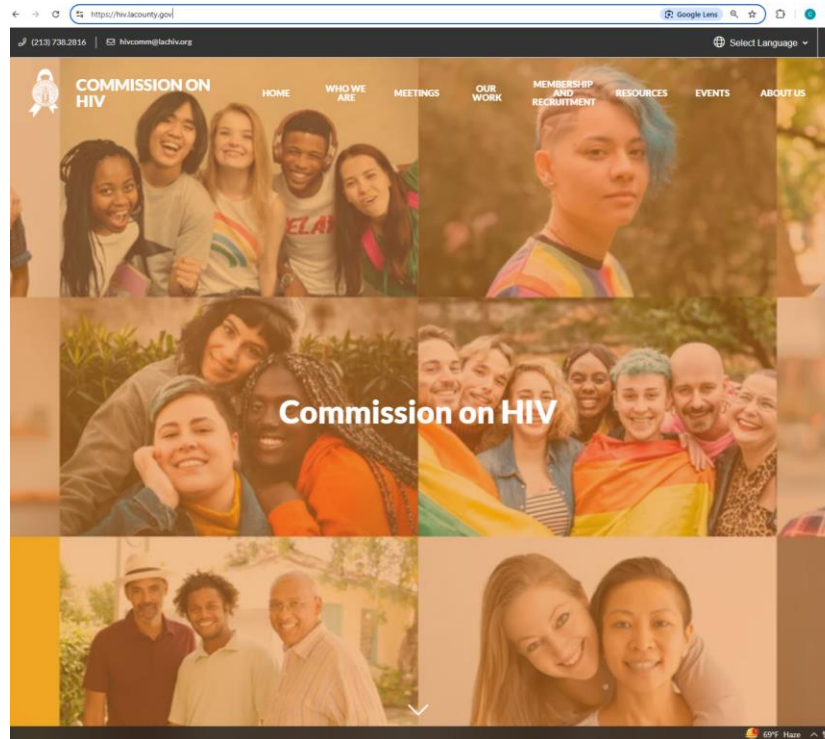 https://hiv.lacounty.gov
Google Lens
(213) 738.2816 | hivcomm@lachiv.org
Select Language
COMMISSION ON
HIV
HOME
WHO WE
ARE
MEETINGS
OUR
WORK
MEMBERSHIP
AND
RECRUITMENT
RESOURCES
EVENTS
ABOUT US
Commission on HIV
69°F Haze